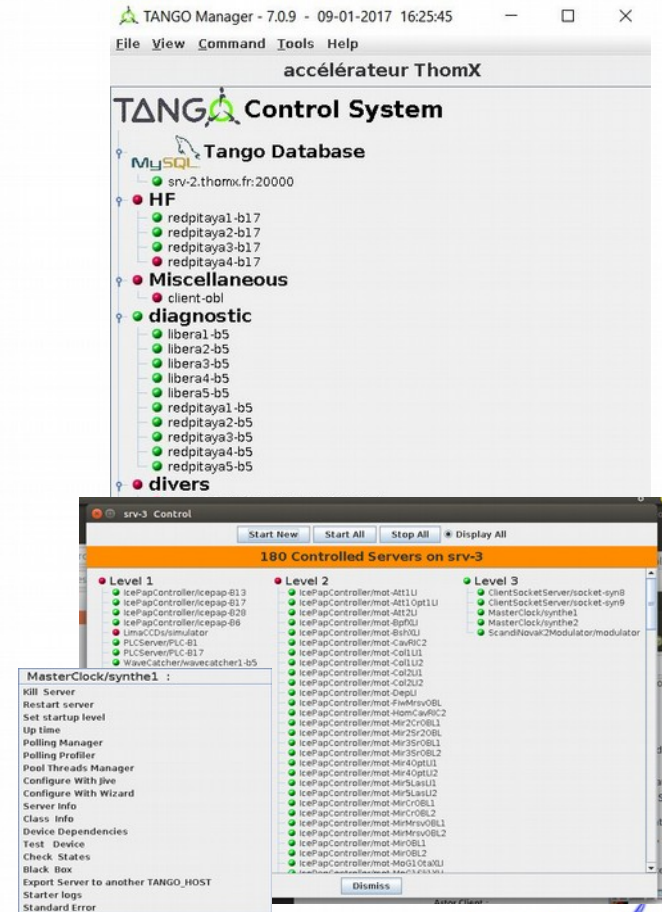 TANGO Manager - 7.0.9 - 09-01-2017 16:25:45
File View Command Tools Help
accélérateur ThomX
TANGO Control System
MySQL Tango Database
srv-2.thomx.fr:20000
HF
redpitaya1-b17
redpitaya2-b17
redpitaya3-b17
redpitaya4-b17
Miscellaneous
client-obl
diagnostic
libera1-b5
libera2-b5
libera3-b5
libera4-b5
libera5-b5
redpitaya1-b5
redpitaya2-b5
redpitaya3-b5
redpitaya4-b5
redpitaya5-b5
divers
srv-3 Control
Start New Start All Stop All Display All
180 Controlled Servers on srv-3
Level 1
IcePapController/icepap-B13
IcePapController/icepap-B17
IcePapController/icepap-B28
IcePapController/icepap-B6
LimaCCDs/simulator
PLCServer/PLC-B1
PLCServer/PLC-B17
WaveCatcher/wavecatcher1-b5
Level 2
IcePapController/mot-Att1LI
IcePapController/mot-Att1Opt1LI
IcePapController/mot-Att2LI
IcePapController/mot-BpfXLI
IcePapController/mot-BshXLI
IcePapController/mot-CavRIC2
IcePapController/mot-Col1LI1
IcePapController/mot-Col1LI2
IcePapController/mot-Col2LI1
IcePapController/mot-Col2LI2
IcePapController/mot-DepLI
IcePapController/mot-FiwMrsvOBL
IcePapController/mot-HomCavRIC2
IcePapController/mot-Mir2CrOBL1
IcePapController/mot-Mir2Sr2OBL
IcePapController/mot-Mir3SrOBL1
IcePapController/mot-Mir3SrOBL2
IcePapController/mot-Mir4OptLI1
IcePapController/mot-Mir4OptLI2
IcePapController/mot-Mir5LasLI1
IcePapController/mot-Mir5LasLI2
IcePapController/mot-MirCrOBL1
IcePapController/mot-MirCrOBL2
IcePapController/mot-MirMrsvOBL1
IcePapController/mot-MirMrsvOBL2
IcePapController/mot-MirOBL1
IcePapController/mot-MirOBL2
IcePapController/mot-MoG1OtaXLI
Level 3
ClientSocketServer/socket-syn8
ClientSocketServer/socket-syn9
MasterClock/synthe1
MasterClock/synthe2
ScandiNovaK2Modulator/modulator
Dismiss
MasterClock/synthe1 :
Kill Server
Restart server
Set startup level
Up time
Polling Manager
Polling Profiler
Pool Threads Manager
Configure With Jive
Configure With Wizard
Server Info
Class Info
Device Dependencies
Test Device
Check States
Black Box
Export Server to another TANGO_HOST
Starter logs
Standard Error